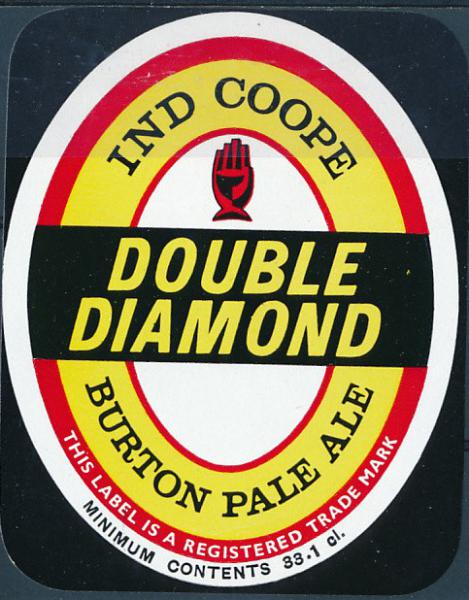 IND COOPE
DOUBLE
DIAMOND
BURTON PALE ALE
THIS LABEL IS A REGISTERED TRADE MARK
MINIMUM CONTENTS 33.1 cl.